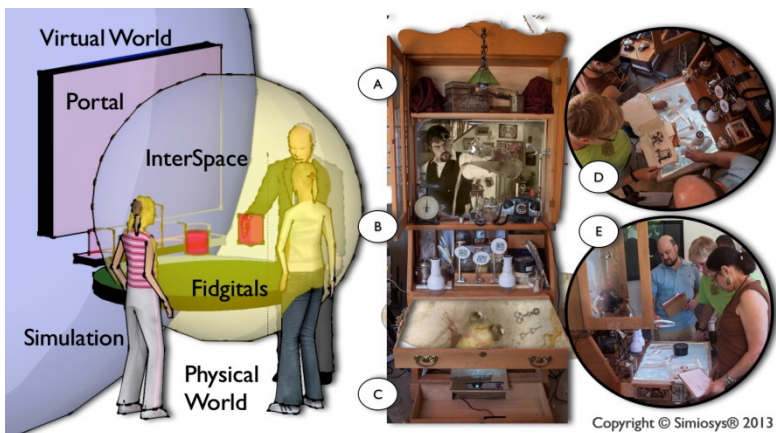 Virtual World
Portal
InterSpace
Fidgitals
Simulation
Physical
World
A
B
C
D
E
Copyright © Simiosys® 2013